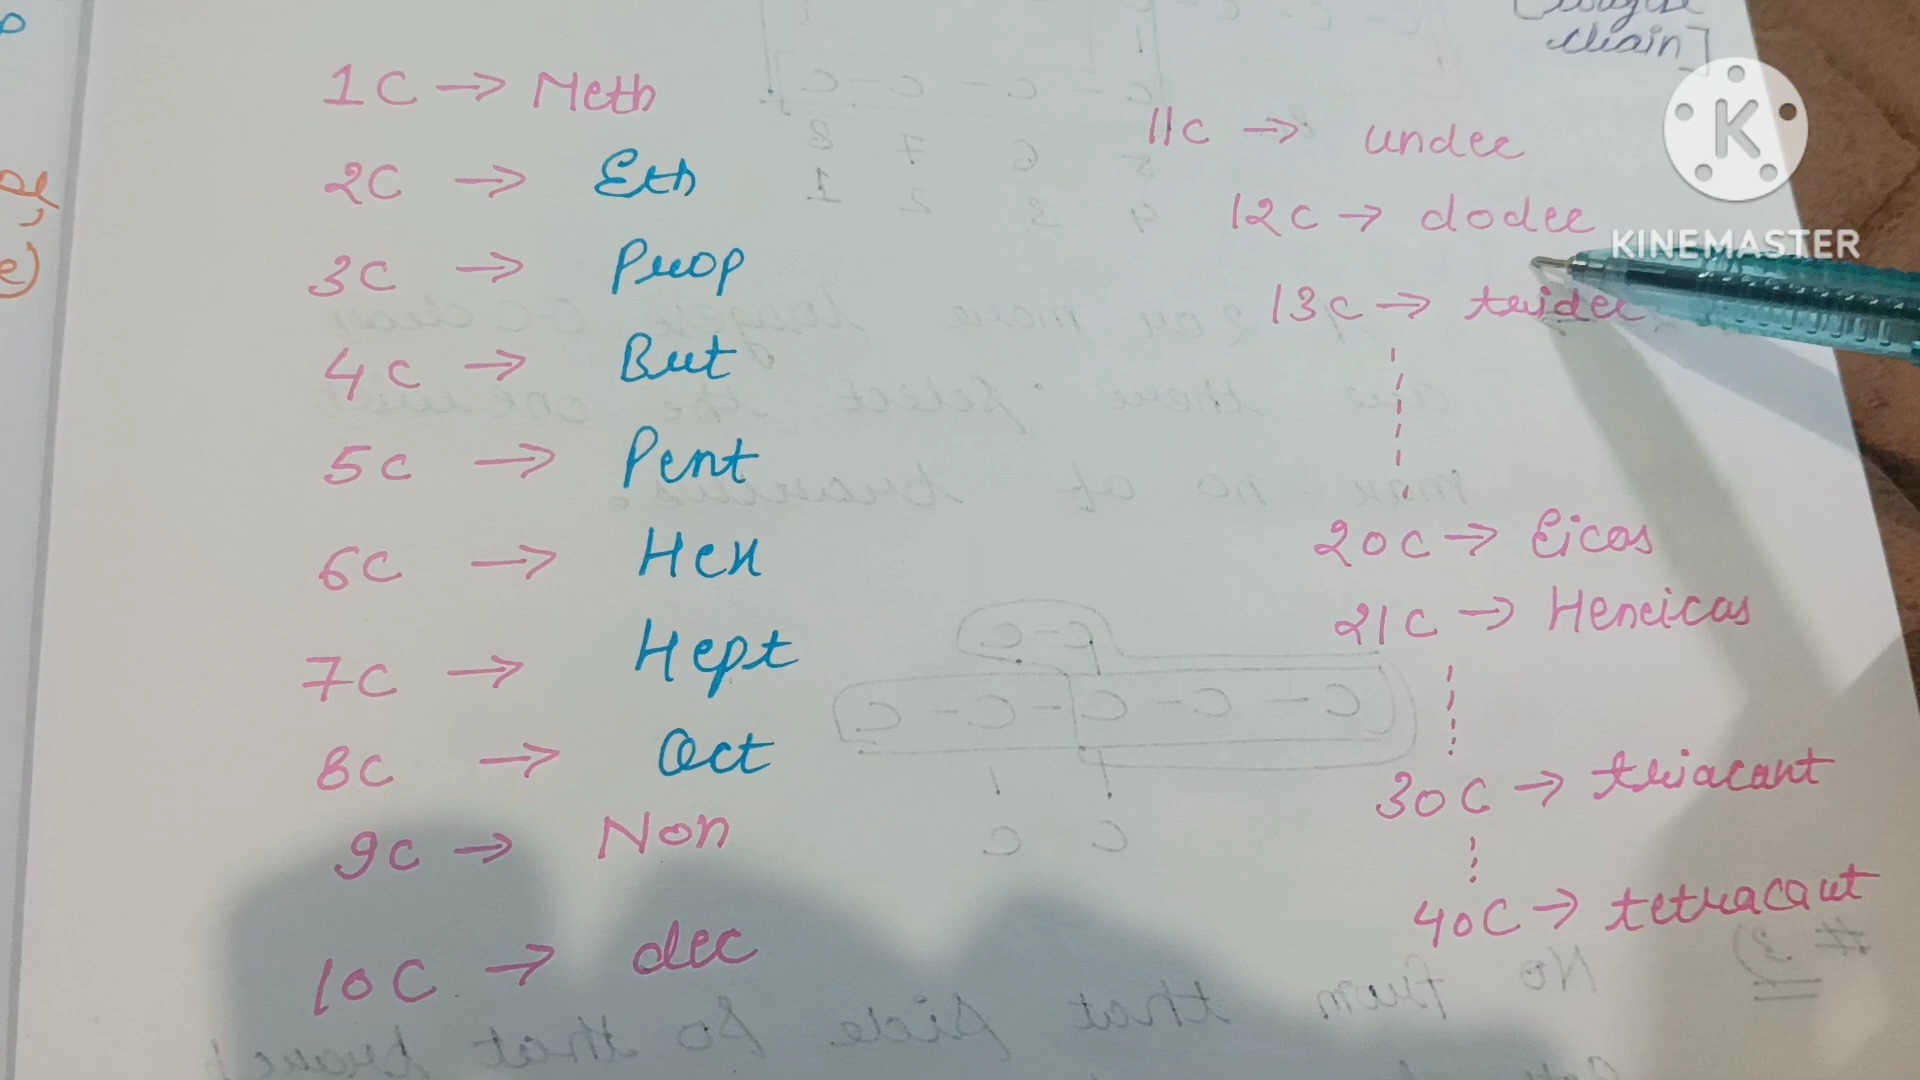 1C → Meth
2C → Eth
3C → Prop
4C → But
5C → Pent
6C → Hex
7C → Hept
8C → Oct
9C → Non
10C → dec
chain]
11C → undec
12C → dodec
13C → tridec
20C → Eicos
21C → Heneicos
30C → triacont
40C → tetracont
K
KINEMASTER
e)